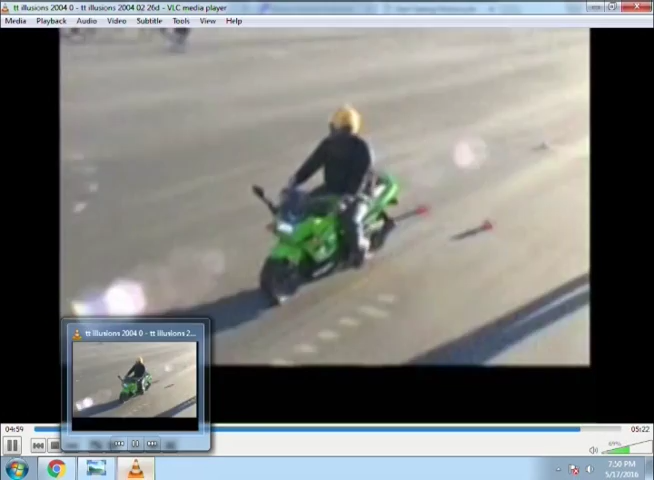 tt illusions 2004 0 - tt illusions 2004 02 26d - VLC media player
Media Playback Audio Video Subtitle Tools View Help
tt illusions 2004 0 - tt illusions 2...
04:59
05:22
69%
7:50 PM
5/17/2016